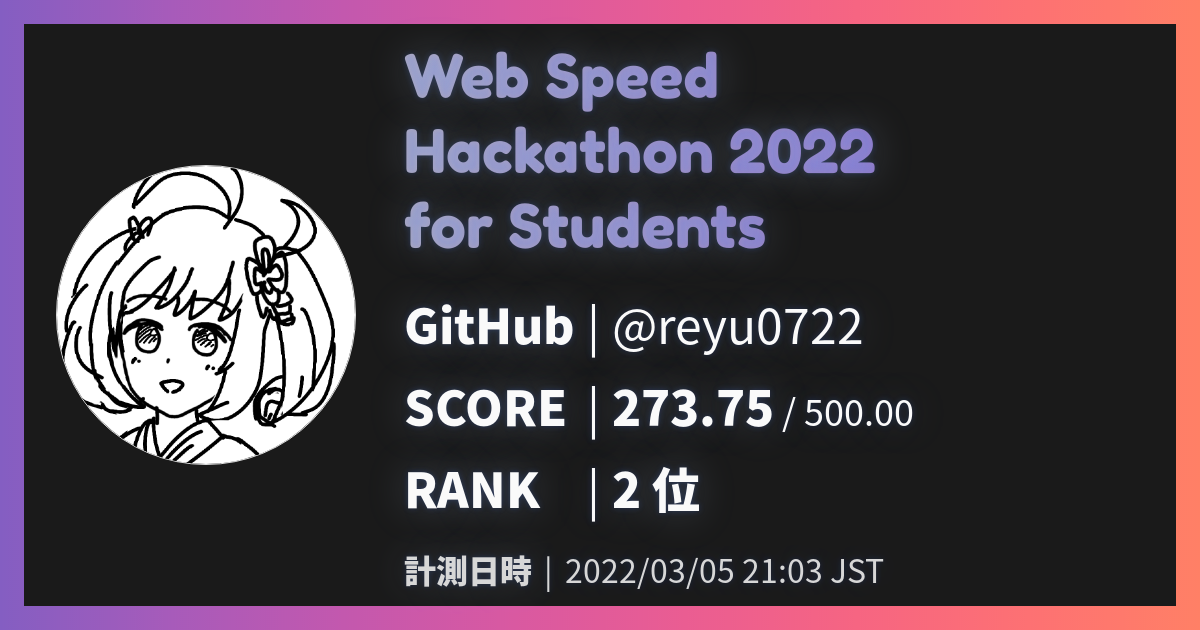 Web Speed
Hackathon 2022
for Students
GitHub | @reyu0722
SCORE | 273.75 / 500.00
RANK | 2 位
計測日時 | 2022/03/05 21:03 JST